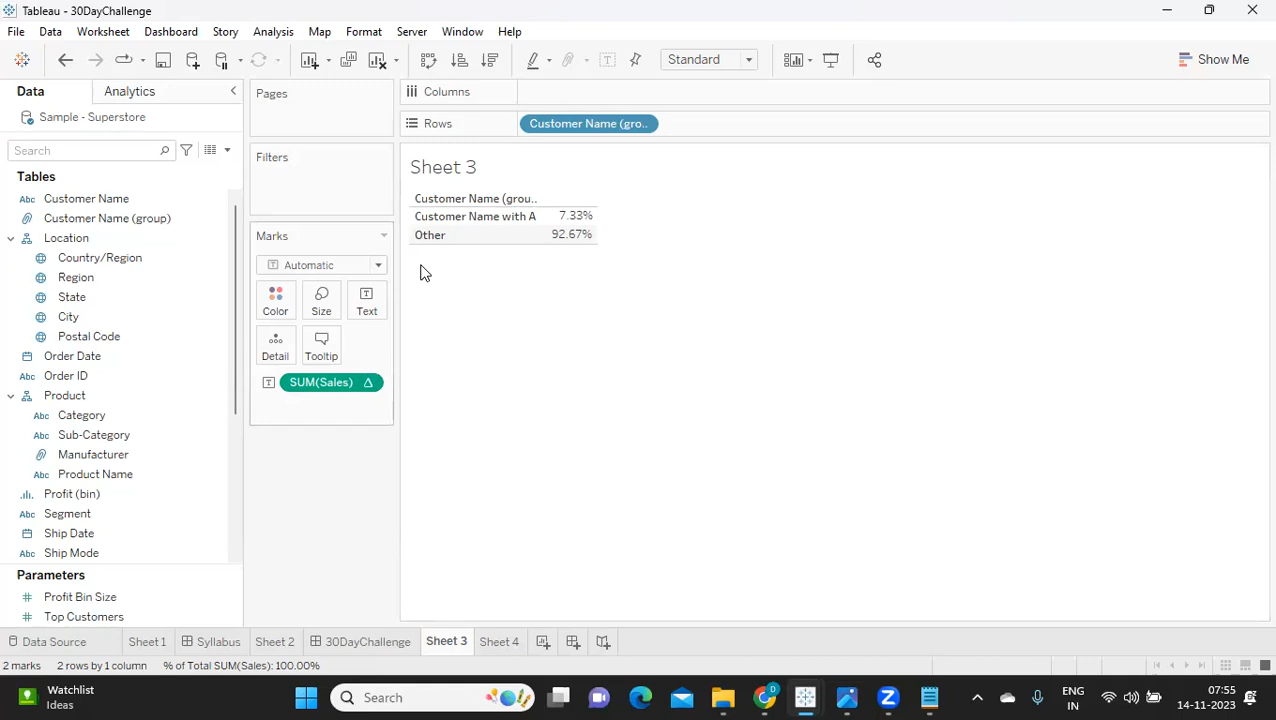 Tableau - 30DayChallenge
File Data Worksheet Dashboard Story Analysis Map Format Server Window Help
Standard
Show Me
Data Analytics
Sample - Superstore
Search
Tables
Abc Customer Name
Customer Name (group)
Location
Country/Region
Region
State
City
Postal Code
Order Date
Order ID
Product
Abc Category
Abc Sub-Category
Manufacturer
Abc Product Name
Profit (bin)
Abc Segment
Ship Date
Abc Ship Mode
Parameters
# Profit Bin Size
# Top Customers
Pages
Filters
Marks
T Automatic
Color Size Text
Detail Tooltip
T SUM(Sales) Δ
Columns
Rows Customer Name (gro..
Sheet 3
Customer Name (grou..
Customer Name with A 7.33%
Other 92.67%
Data Source Sheet 1 Syllabus Sheet 2 30DayChallenge Sheet 3 Sheet 4
2 marks 2 rows by 1 column % of Total SUM(Sales): 100.00%
Watchlist
Ideas
Search
D
ENG
IN
07:55
14-11-2023